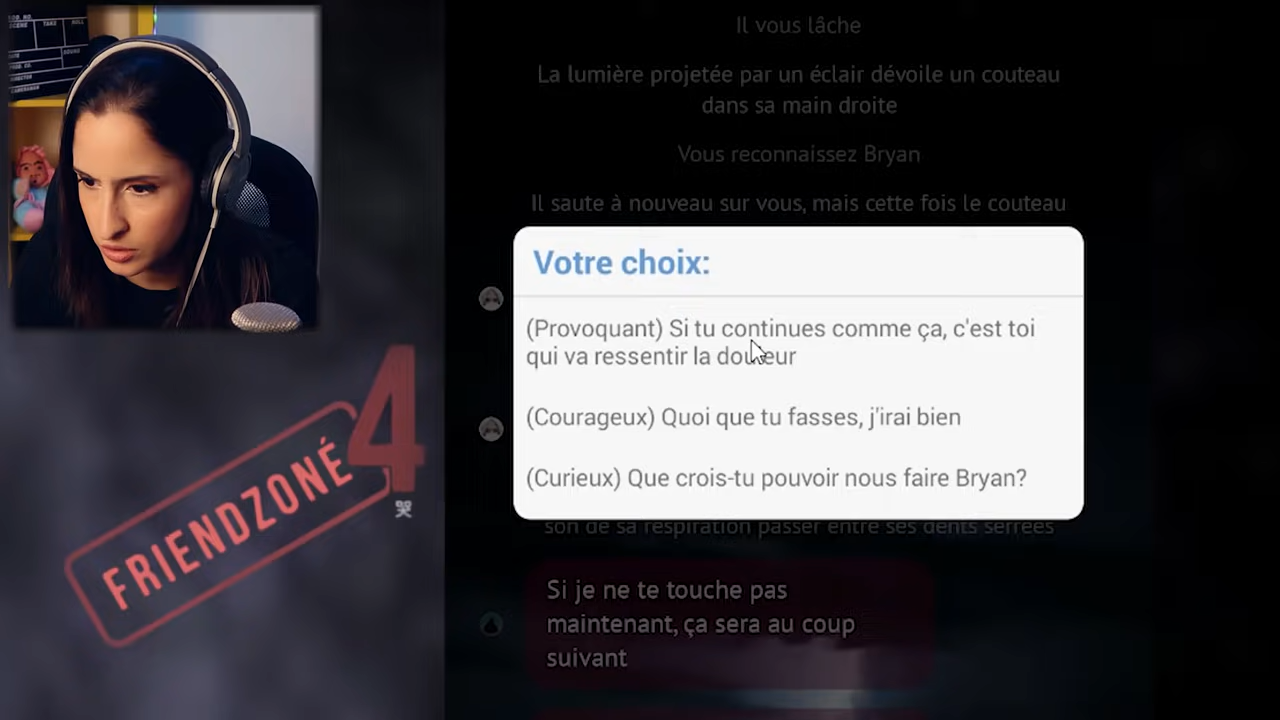 Il vous lâche
La lumière projetée par un éclair dévoile un couteau
dans sa main droite
Vous reconnaissez Bryan
Il saute à nouveau sur vous, mais cette fois le couteau
Votre choix:
(Provoquant) Si tu continues comme ça, c'est toi
qui va ressentir la douleur
(Courageux) Quoi que tu fasses, j'irai bien
(Curieux) Que crois-tu pouvoir nous faire Bryan?
son de sa respiration passer entre ses dents serrées
Si je ne te touche pas
maintenant, ça sera au coup
suivant
FRIENDZONÉ
4
哭
SCENE
TAKE
ROLL